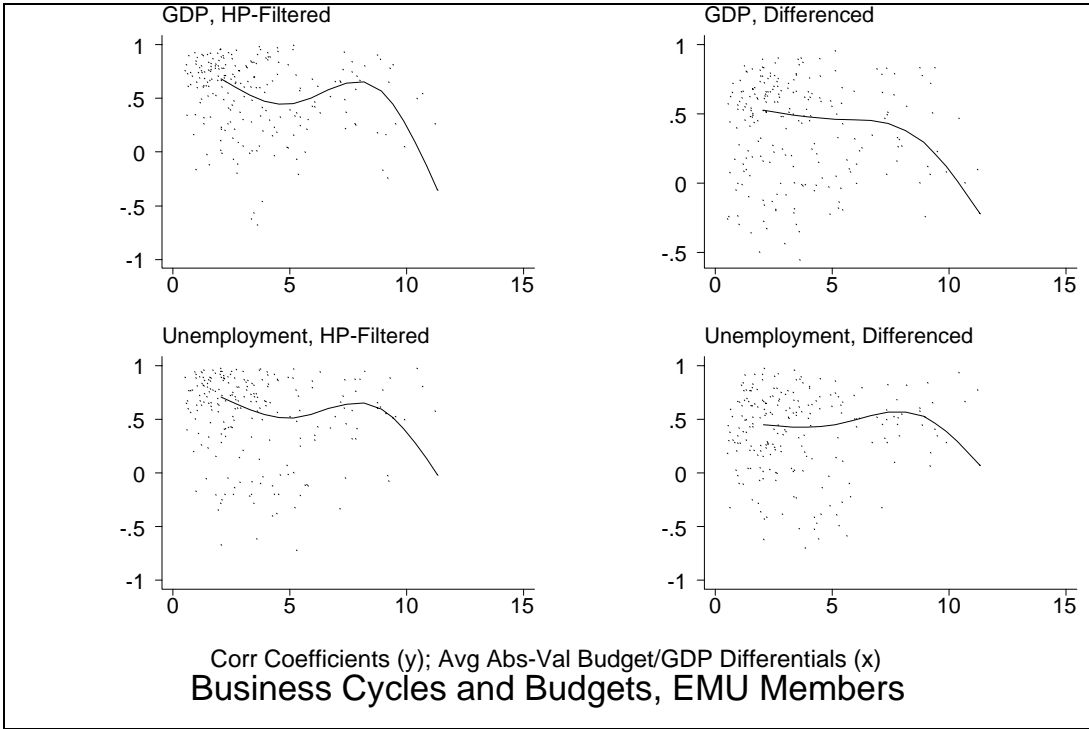 GDP, HP-Filtered
1
.5
0
-.5
-1
0 5 10 15
GDP, Differenced
1
.5
0
-.5
0 5 10 15
Unemployment, HP-Filtered
1
.5
0
-.5
-1
0 5 10 15
Unemployment, Differenced
1
.5
0
-.5
-1
0 5 10 15
Corr Coefficients (y); Avg Abs-Val Budget/GDP Differentials (x)
Business Cycles and Budgets, EMU Members